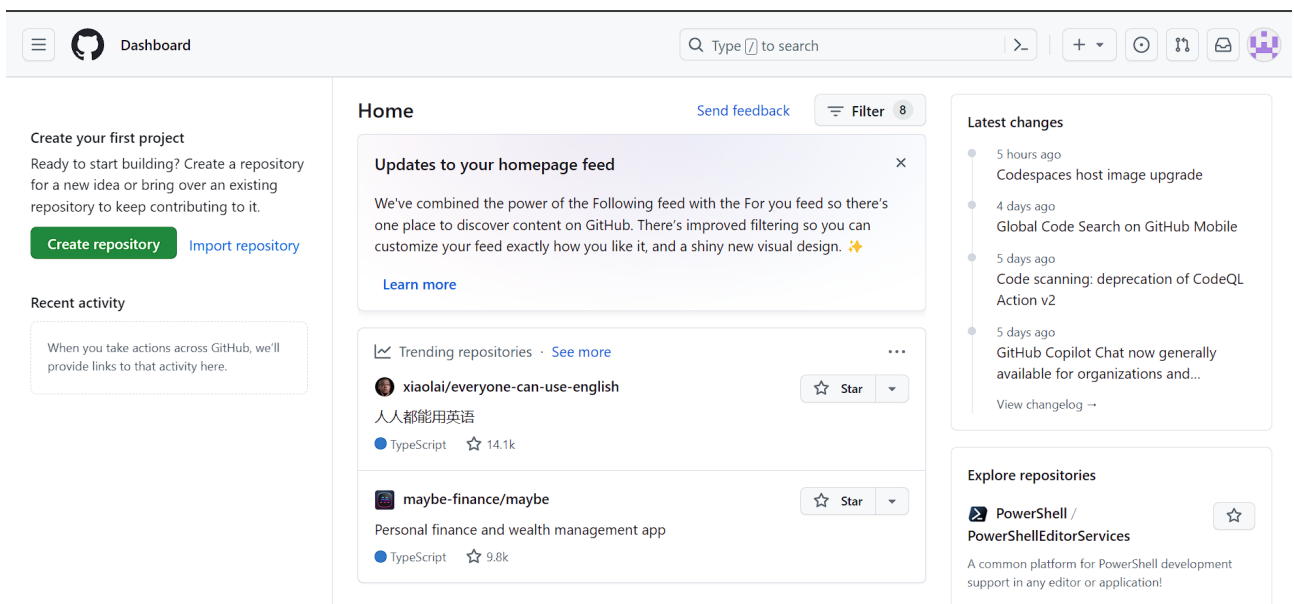 Dashboard
Type / to search
Create your first project
Ready to start building? Create a repository
for a new idea or bring over an existing
repository to keep contributing to it.
Create repository
Import repository
Recent activity
When you take actions across GitHub, we'll
provide links to that activity here.
Home
Send feedback
Filter 8
Updates to your homepage feed
We've combined the power of the Following feed with the For you feed so there's
one place to discover content on GitHub. There's improved filtering so you can
customize your feed exactly how you like it, and a shiny new visual design. ✨
Learn more
Trending repositories · See more
xiaolai/everyone-can-use-english
Star
人人都能用英语
TypeScript
14.1k
maybe-finance/maybe
Star
Personal finance and wealth management app
TypeScript
9.8k
Latest changes
5 hours ago
Codespaces host image upgrade
4 days ago
Global Code Search on GitHub Mobile
5 days ago
Code scanning: deprecation of CodeQL
Action v2
5 days ago
GitHub Copilot Chat now generally
available for organizations and...
View changelog →
Explore repositories
PowerShell /
PowerShellEditorServices
A common platform for PowerShell development
support in any editor or application!